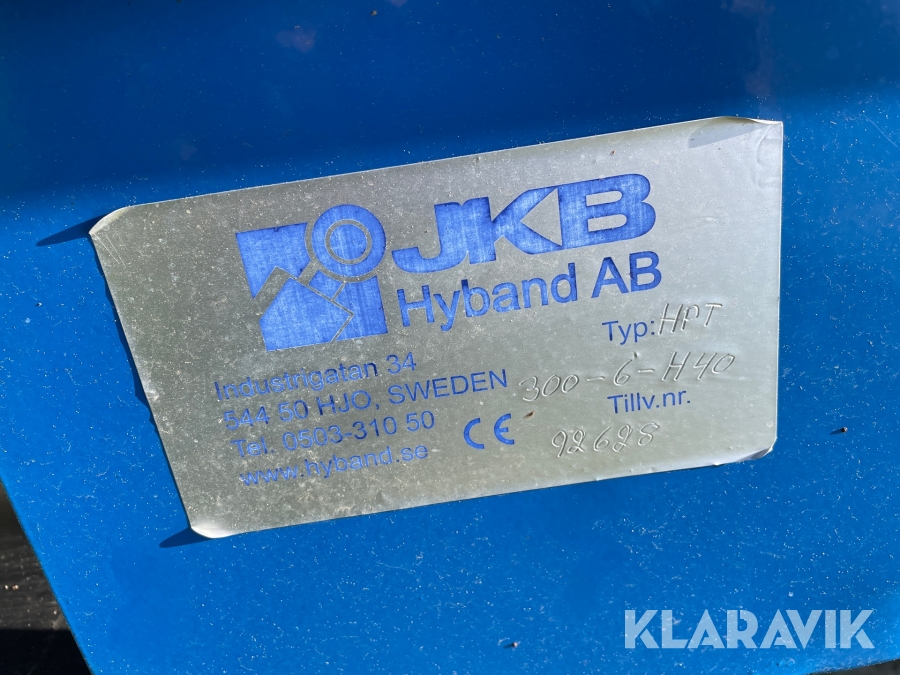 JKB
Hyband AB
Typ: HPT
300-6-H40
Industrigatan 34
544 50 HJO, SWEDEN
Tel. 0503-310 50
www.hyband.se
CE
Tillv.nr.
92628
KLARAVIK